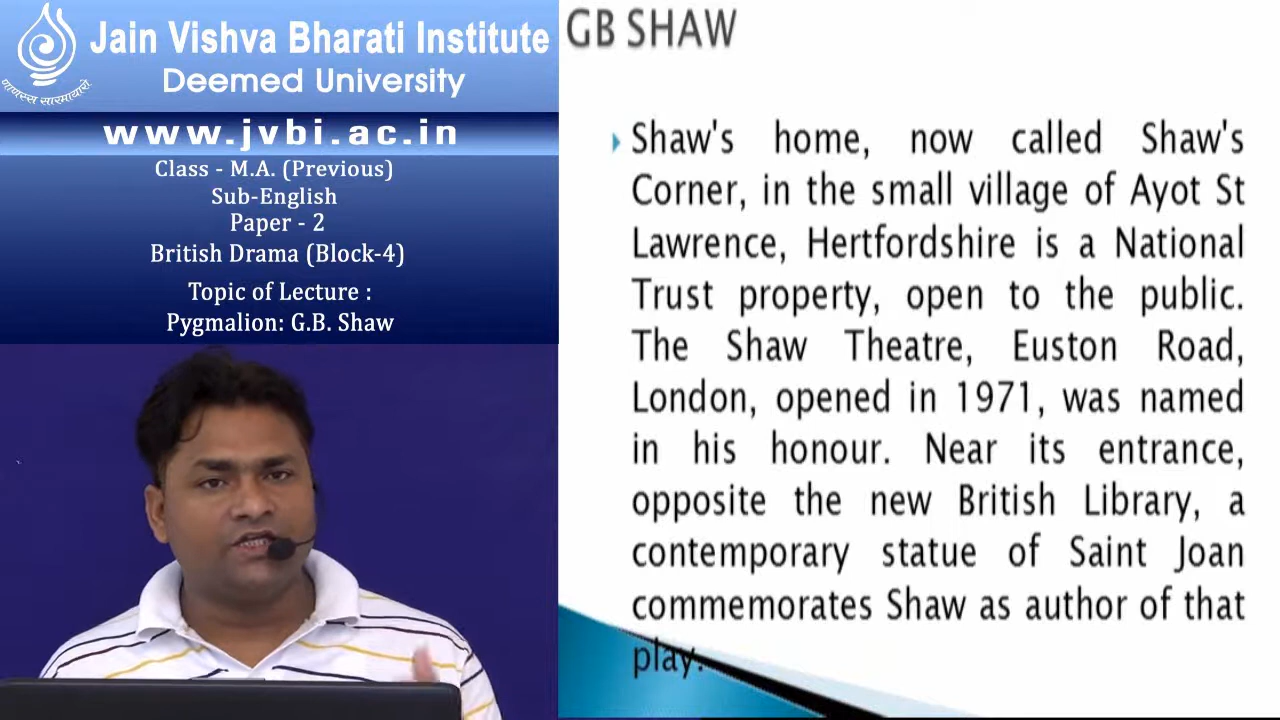 Jain Vishva Bharati Institute
Deemed University
णाणस्स सारमायारो
www.jvbi.ac.in
Class - M.A. (Previous)
Sub-English
Paper - 2
British Drama (Block-4)
Topic of Lecture :
Pygmalion: G.B. Shaw
GB SHAW
Shaw's home, now called Shaw's
Corner, in the small village of Ayot St
Lawrence, Hertfordshire is a National
Trust property, open to the public.
The Shaw Theatre, Euston Road,
London, opened in 1971, was named
in his honour. Near its entrance,
opposite the new British Library, a
contemporary statue of Saint Joan
commemorates Shaw as author of that
play.